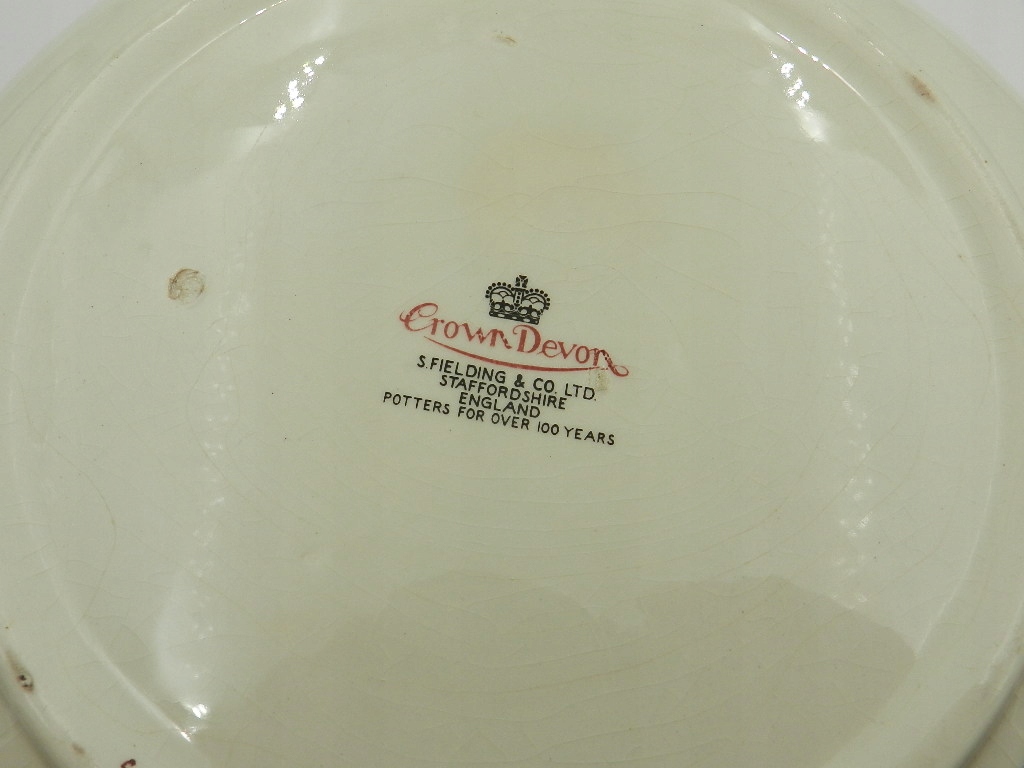 Crown Devon
S. FIELDING & CO. LTD.
STAFFORDSHIRE
ENGLAND
POTTERS FOR OVER 100 YEARS